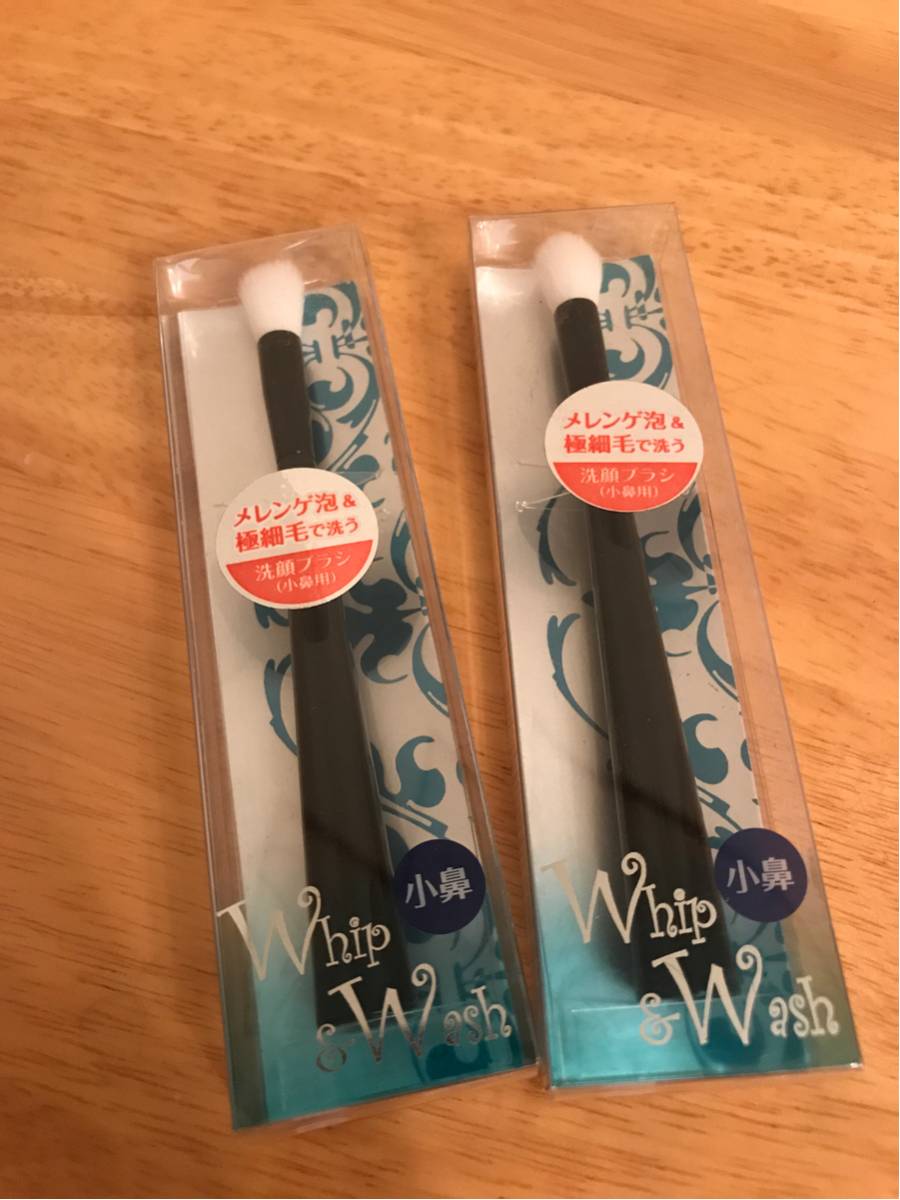 メレンゲ泡&
極細毛で洗う
洗顔ブラシ
(小鼻用)
小鼻
Whip
& Wash
メレンゲ泡&
極細毛で洗う
洗顔ブラシ
(小鼻用)
小鼻
Whip
& Wash